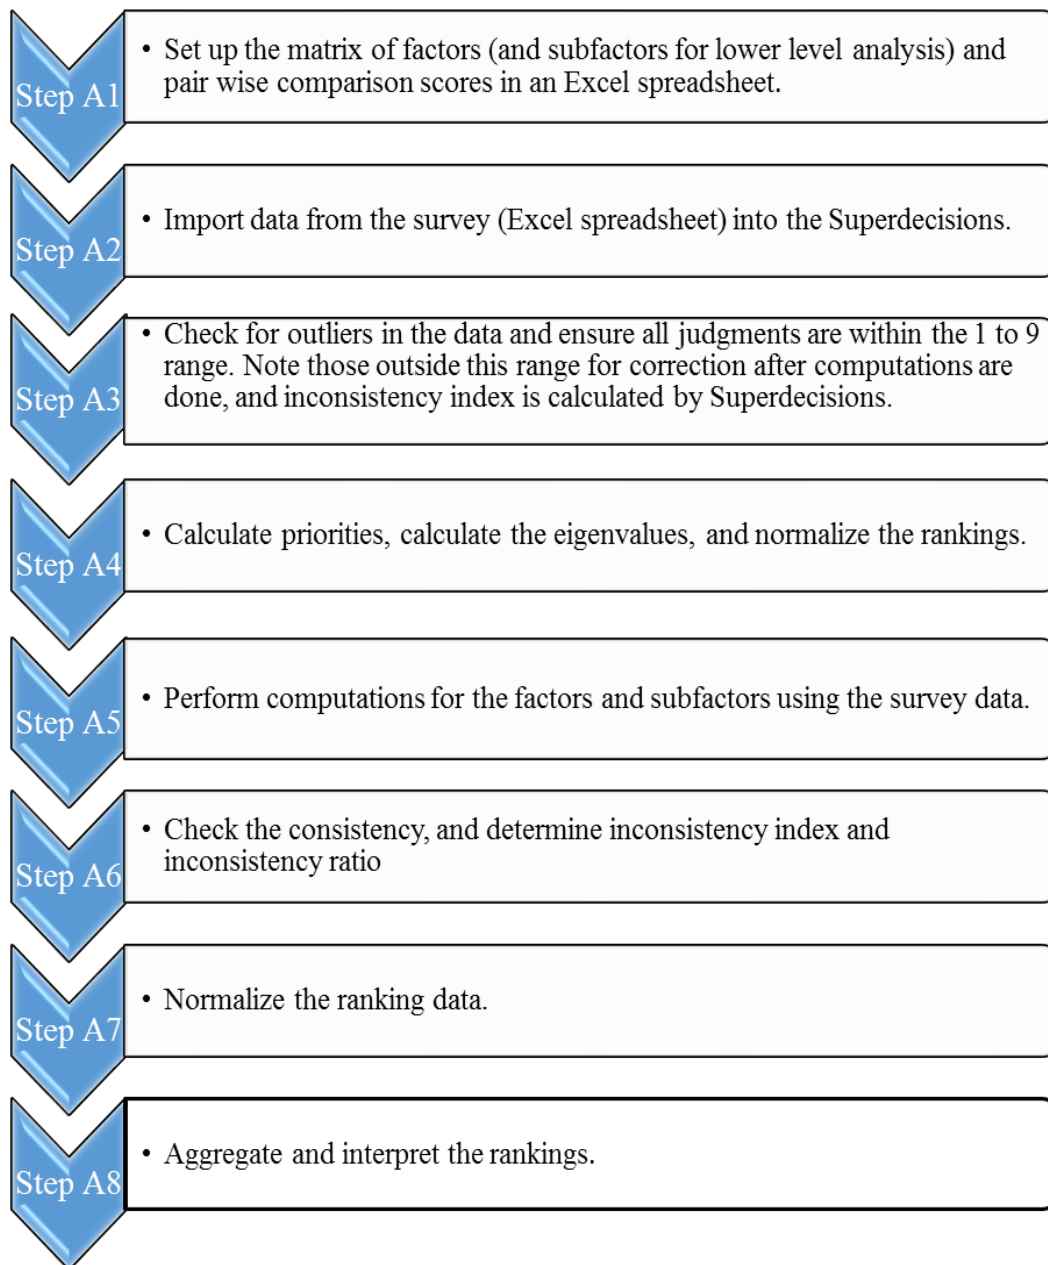 Step A1
• Set up the matrix of factors (and subfactors for lower level analysis) and
pair wise comparison scores in an Excel spreadsheet.
Step A2
• Import data from the survey (Excel spreadsheet) into the Superdecisions.
Step A3
• Check for outliers in the data and ensure all judgments are within the 1 to 9
range. Note those outside this range for correction after computations are
done, and inconsistency index is calculated by Superdecisions.
Step A4
• Calculate priorities, calculate the eigenvalues, and normalize the rankings.
Step A5
• Perform computations for the factors and subfactors using the survey data.
Step A6
• Check the consistency, and determine inconsistency index and
inconsistency ratio
Step A7
• Normalize the ranking data.
Step A8
• Aggregate and interpret the rankings.